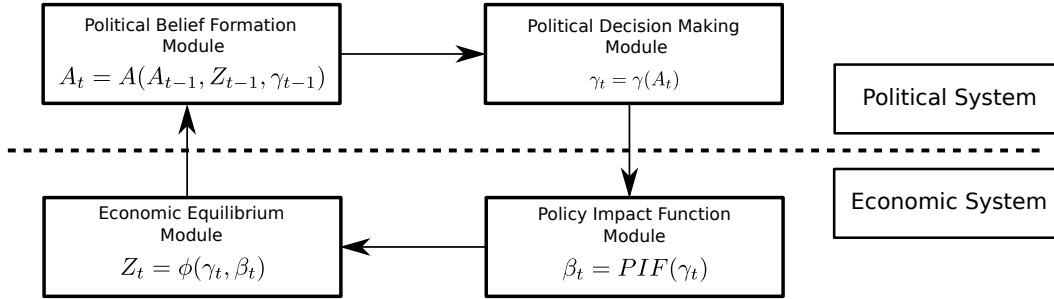 Political Belief Formation
Module
A_t = A(A_{t-1}, Z_{t-1}, γ_{t-1})
Political Decision Making
Module
γ_t = γ(A_t)
Political System
Economic System
Economic Equilibrium
Module
Z_t = ϕ(γ_t, β_t)
Policy Impact Function
Module
β_t = PIF(γ_t)